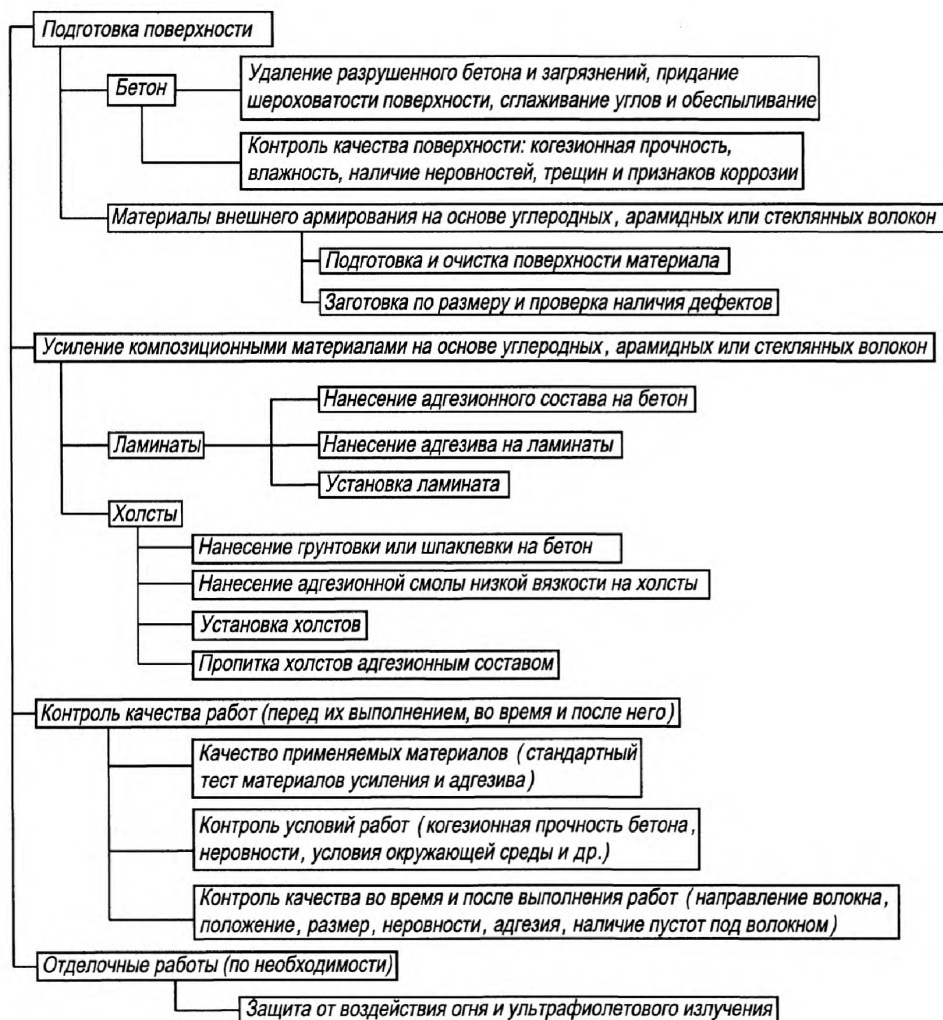 Подготовка поверхности
Бетон
Удаление разрушенного бетона и загрязнений, придание
шероховатости поверхности, сглаживание углов и обеспыливание
Контроль качества поверхности: когезионная прочность,
влажность, наличие неровностей, трещин и признаков коррозии
Материалы внешнего армирования на основе углеродных, арамидных или стеклянных волокон
Подготовка и очистка поверхности материала
Заготовка по размеру и проверка наличия дефектов
Усиление композиционными материалами на основе углеродных, арамидных или стеклянных волокон
Ламинаты
Нанесение адгезионного состава на бетон
Нанесение адгезива на ламинаты
Установка ламината
Холсты
Нанесение грунтовки или шпаклевки на бетон
Нанесение адгезионной смолы низкой вязкости на холсты
Установка холстов
Пропитка холстов адгезионным составом
Контроль качества работ (перед их выполнением, во время и после него)
Качество применяемых материалов (стандартный
тест материалов усиления и адгезива)
Контроль условий работ (когезионная прочность бетона,
неровности, условия окружающей среды и др.)
Контроль качества во время и после выполнения работ (направление волокна,
положение, размер, неровности, адгезия, наличие пустот под волокном)
Отделочные работы (по необходимости)
Защита от воздействия огня и ультрафиолетового излучения